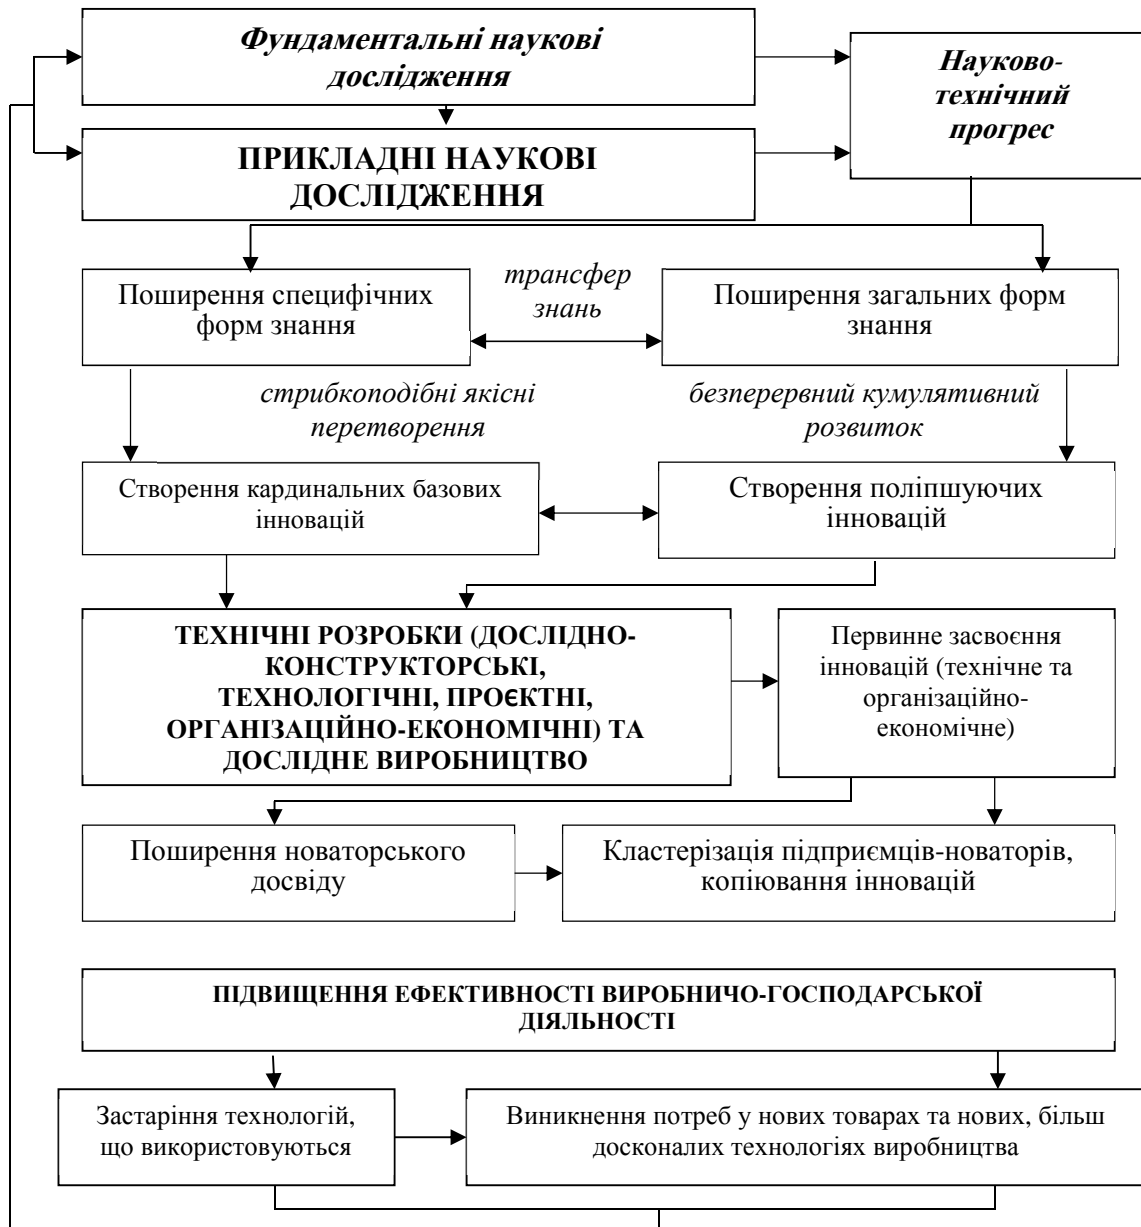 Фундаментальні наукові
дослідження
Науково-
технічний
прогрес
ПРИКЛАДНІ НАУКОВІ
ДОСЛІДЖЕННЯ
Поширення специфічних
форм знання
трансфер
знань
Поширення загальних форм
знання
стрибкоподібні якісні
перетворення
безперервний кумулятивний
розвиток
Створення кардинальних базових
інновацій
Створення поліпшуючих
інновацій
ТЕХНІЧНІ РОЗРОБКИ (ДОСЛІДНО-
КОНСТРУКТОРСЬКІ,
ТЕХНОЛОГІЧНІ, ПРОЄКТНІ,
ОРГАНІЗАЦІЙНО-ЕКОНОМІЧНІ) ТА
ДОСЛІДНЕ ВИРОБНИЦТВО
Первинне засвоєння
інновацій (технічне та
організаційно-
економічне)
Поширення новаторського
досвіду
Кластерізація підприємців-новаторів,
копіювання інновацій
ПІДВИЩЕННЯ ЕФЕКТИВНОСТІ ВИРОБНИЧО-ГОСПОДАРСЬКОЇ
ДІЯЛЬНОСТІ
Застаріння технологій,
що використовуються
Виникнення потреб у нових товарах та нових, більш
досконалих технологіях виробництва